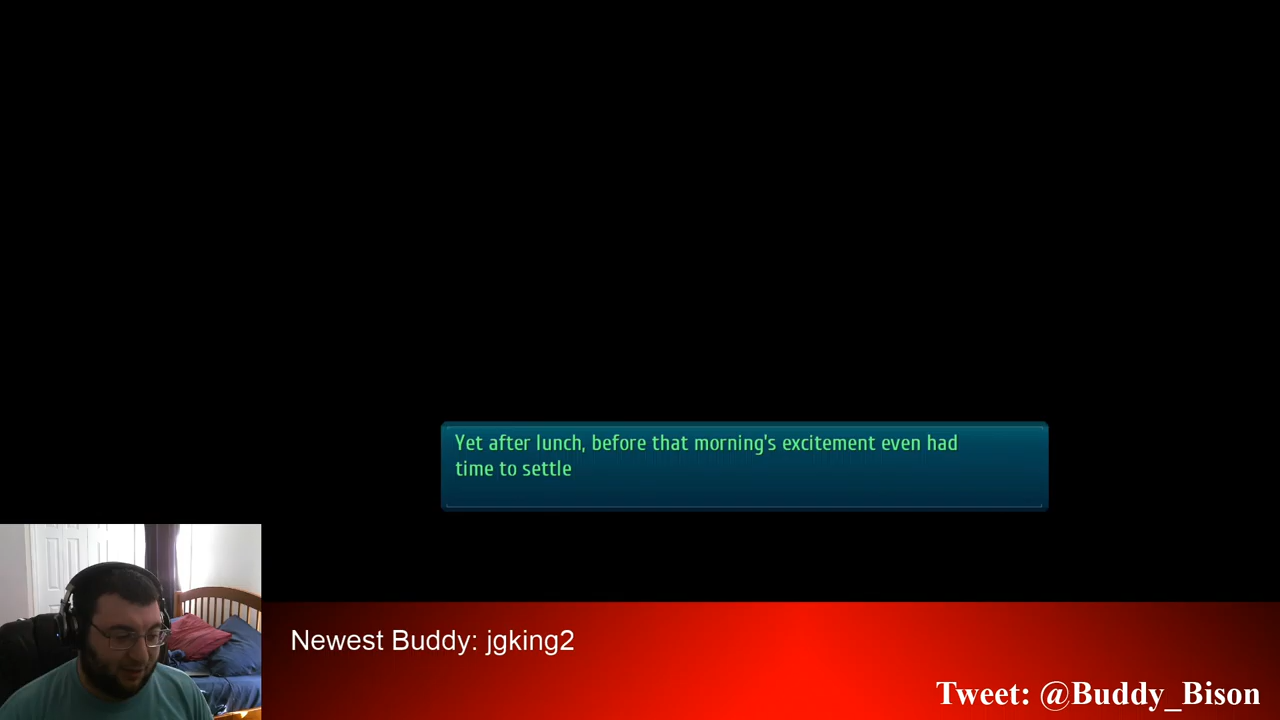 Yet after lunch, before that morning's excitement even had
time to settle
Newest Buddy: jgking2
Tweet: @Buddy_Bison